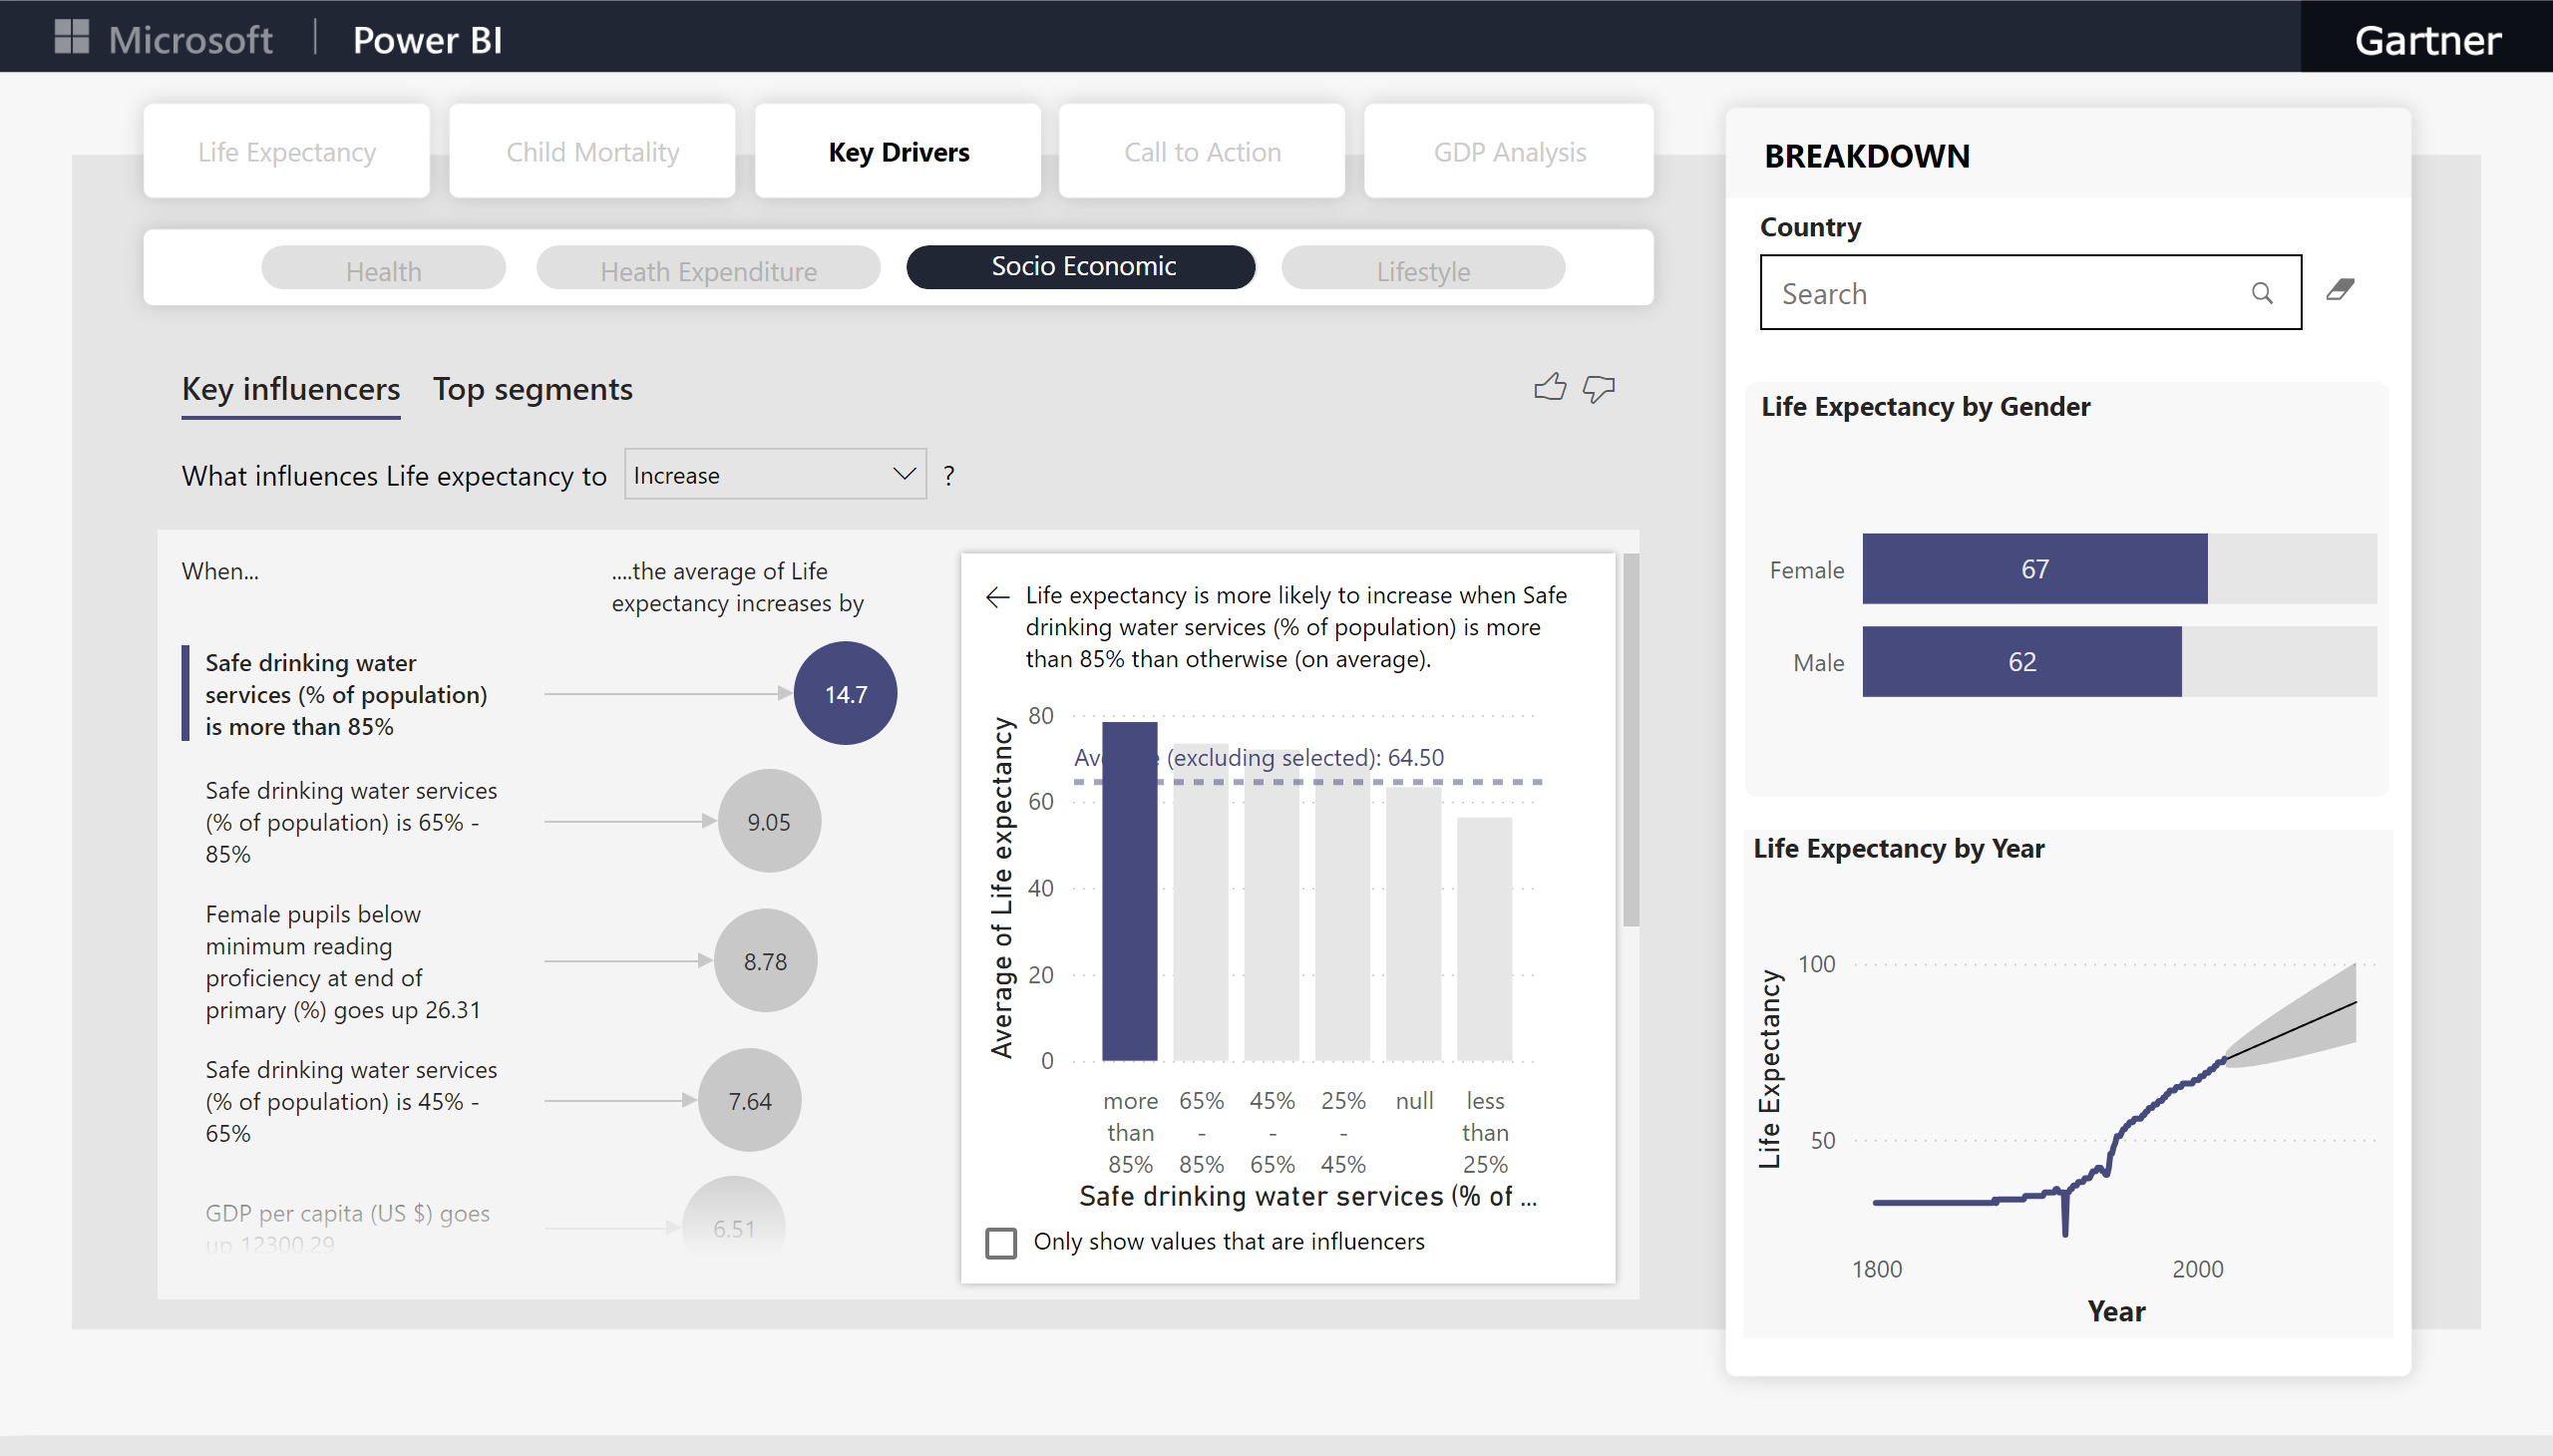 Microsoft
Power BI
Gartner
Life Expectancy
Child Mortality
Key Drivers
Call to Action
GDP Analysis
Health
Heath Expenditure
Socio Economic
Lifestyle
Key influencers
Top segments
What influences Life expectancy to
Increase
?
When...
....the average of Life
expectancy increases by
Safe drinking water
services (% of population)
is more than 85%
14.7
Safe drinking water services
(% of population) is 65% -
85%
9.05
Female pupils below
minimum reading
proficiency at end of
primary (%) goes up 26.31
8.78
Safe drinking water services
(% of population) is 45% -
65%
7.64
GDP per capita (US $) goes
up 12300.29
6.51
Life expectancy is more likely to increase when Safe
drinking water services (% of population) is more
than 85% than otherwise (on average).
Average of Life expectancy
80
60
40
20
0
(excluding selected): 64.50
more than 85%
65% - 85%
45% - 65%
25% - 45%
null
less than 25%
Safe drinking water services (% of ...
Only show values that are influencers
BREAKDOWN
Country
Search
Life Expectancy by Gender
Female
67
Male
62
Life Expectancy by Year
Life Expectancy
100
50
1800
2000
Year